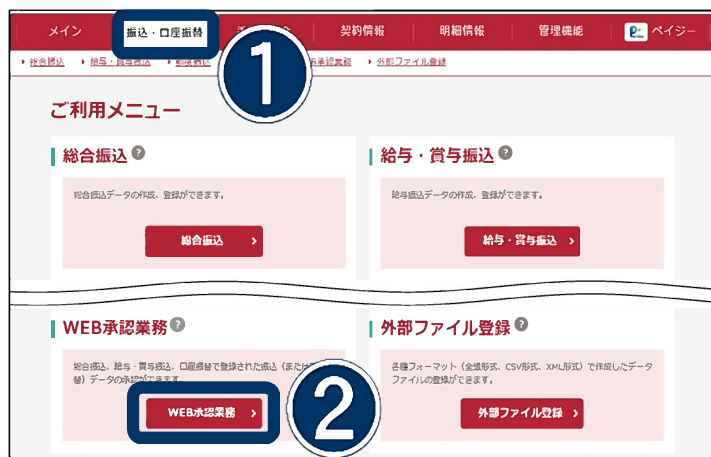 メイン 振込・口座振替 契約情報 明細情報 管理機能 ペイジー
総合振込 給与・賞与振込 都度振込 承認業務 外部ファイル登録
1
ご利用メニュー
総合振込 ? 給与・賞与振込 ?
総合振込データの作成、登録ができます。 給与振込データの作成、登録ができます。
総合振込 給与・賞与振込
WEB承認業務 ? 外部ファイル登録 ?
総合振込、給与・賞与振込、口座振替で登録された振込(または 各種フォーマット(全銀形式、CSV形式、XML形式)で作成したデータ
替)データの承認ができます。 ファイルの登録ができます。
WEB承認業務 外部ファイル登録
2